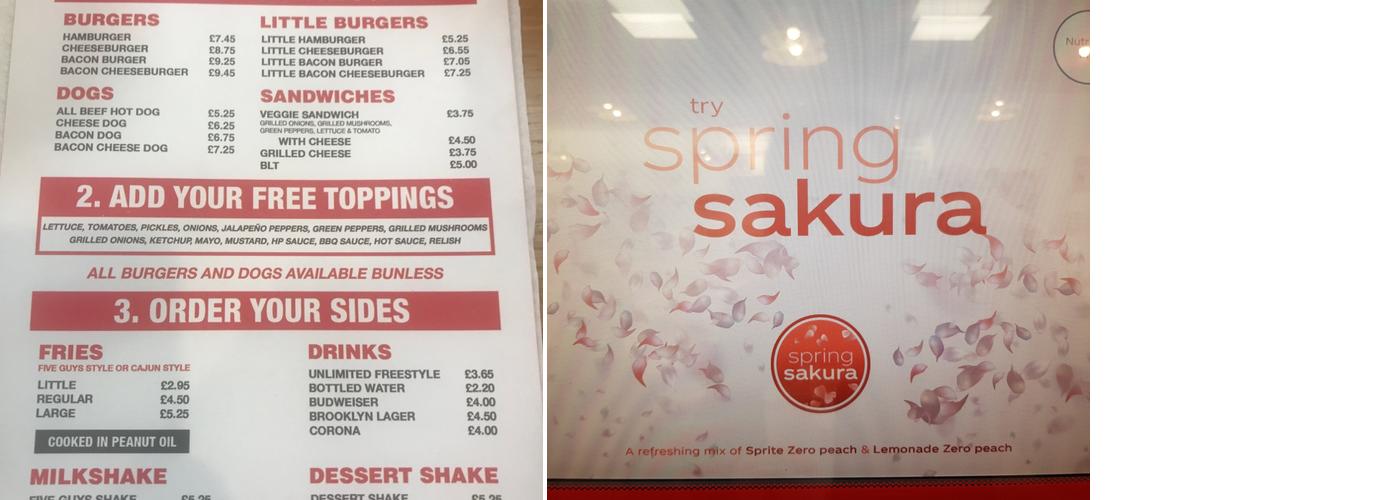 BURGERS
HAMBURGER £7.45
CHEESEBURGER £8.75
BACON BURGER £9.25
BACON CHEESEBURGER £9.45
LITTLE BURGERS
LITTLE HAMBURGER £5.25
LITTLE CHEESEBURGER £6.55
LITTLE BACON BURGER £7.05
LITTLE BACON CHEESEBURGER £7.25
DOGS
ALL BEEF HOT DOG £5.25
CHEESE DOG £6.25
BACON DOG £6.75
BACON CHEESE DOG £7.25
SANDWICHES
VEGGIE SANDWICH £3.75
GRILLED ONIONS, GRILLED MUSHROOMS,
GREEN PEPPERS, LETTUCE & TOMATO
WITH CHEESE £4.50
GRILLED CHEESE £3.75
BLT £5.00
2. ADD YOUR FREE TOPPINGS
LETTUCE, TOMATOES, PICKLES, ONIONS, JALAPEÑO PEPPERS, GREEN PEPPERS, GRILLED MUSHROOMS
GRILLED ONIONS, KETCHUP, MAYO, MUSTARD, HP SAUCE, BBQ SAUCE, HOT SAUCE, RELISH
ALL BURGERS AND DOGS AVAILABLE BUNLESS
3. ORDER YOUR SIDES
FRIES
FIVE GUYS STYLE OR CAJUN STYLE
LITTLE £2.95
REGULAR £4.50
LARGE £5.25
COOKED IN PEANUT OIL
DRINKS
UNLIMITED FREESTYLE £3.65
BOTTLED WATER £2.20
BUDWEISER £4.00
BROOKLYN LAGER £4.50
CORONA £4.00
MILKSHAKE
FIVE GUYS SHAKE £5.25
DESSERT SHAKE
DESSERT SHAKE £5.25
try
spring
sakura
spring
sakura
A refreshing mix of Sprite Zero peach & Lemonade Zero peach